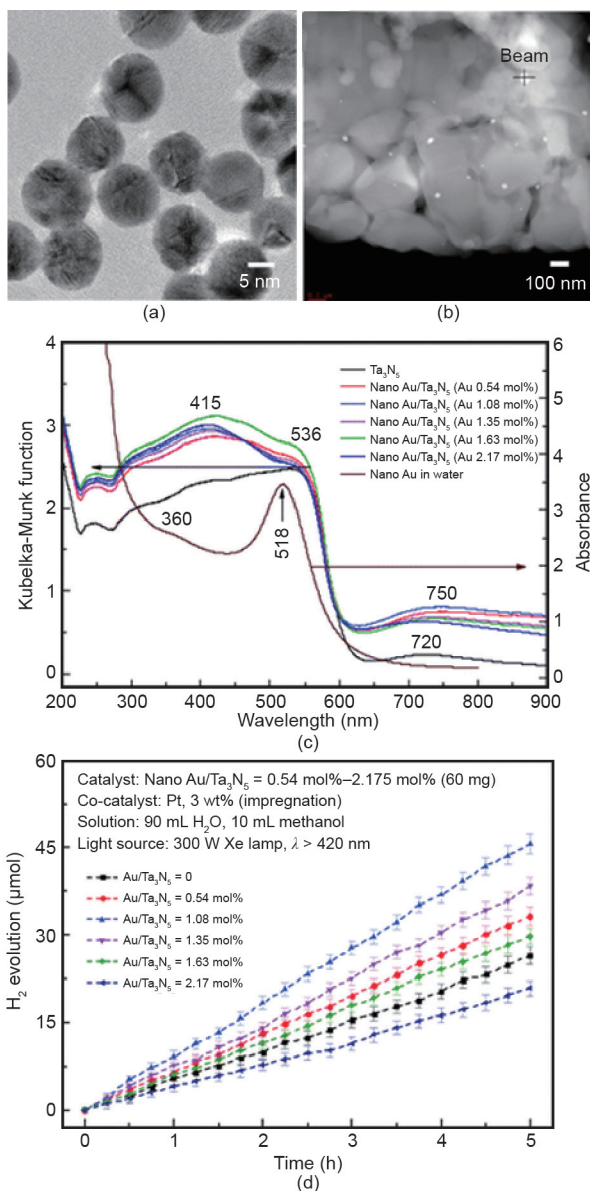 5 nm
(a)
Beam
100 nm
(b)
Kubelka-Munk function
4
3
2
1
0
415
536
360
518
750
720
Ta₃N₅
Nano Au/Ta₃N₅ (Au 0.54 mol%)
Nano Au/Ta₃N₅ (Au 1.08 mol%)
Nano Au/Ta₃N₅ (Au 1.35 mol%)
Nano Au/Ta₃N₅ (Au 1.63 mol%)
Nano Au/Ta₃N₅ (Au 2.17 mol%)
Nano Au in water
6
5
4
3
2
1
0
Absorbance
200 300 400 500 600 700 800 900
Wavelength (nm)
(c)
H₂ evolution (μmol)
60
45
30
15
0
Catalyst: Nano Au/Ta₃N₅ = 0.54 mol%–2.175 mol% (60 mg)
Co-catalyst: Pt, 3 wt% (impregnation)
Solution: 90 mL H₂O, 10 mL methanol
Light source: 300 W Xe lamp, λ > 420 nm
Au/Ta₃N₅ = 0
Au/Ta₃N₅ = 0.54 mol%
Au/Ta₃N₅ = 1.08 mol%
Au/Ta₃N₅ = 1.35 mol%
Au/Ta₃N₅ = 1.63 mol%
Au/Ta₃N₅ = 2.17 mol%
0 1 2 3 4 5
Time (h)
(d)